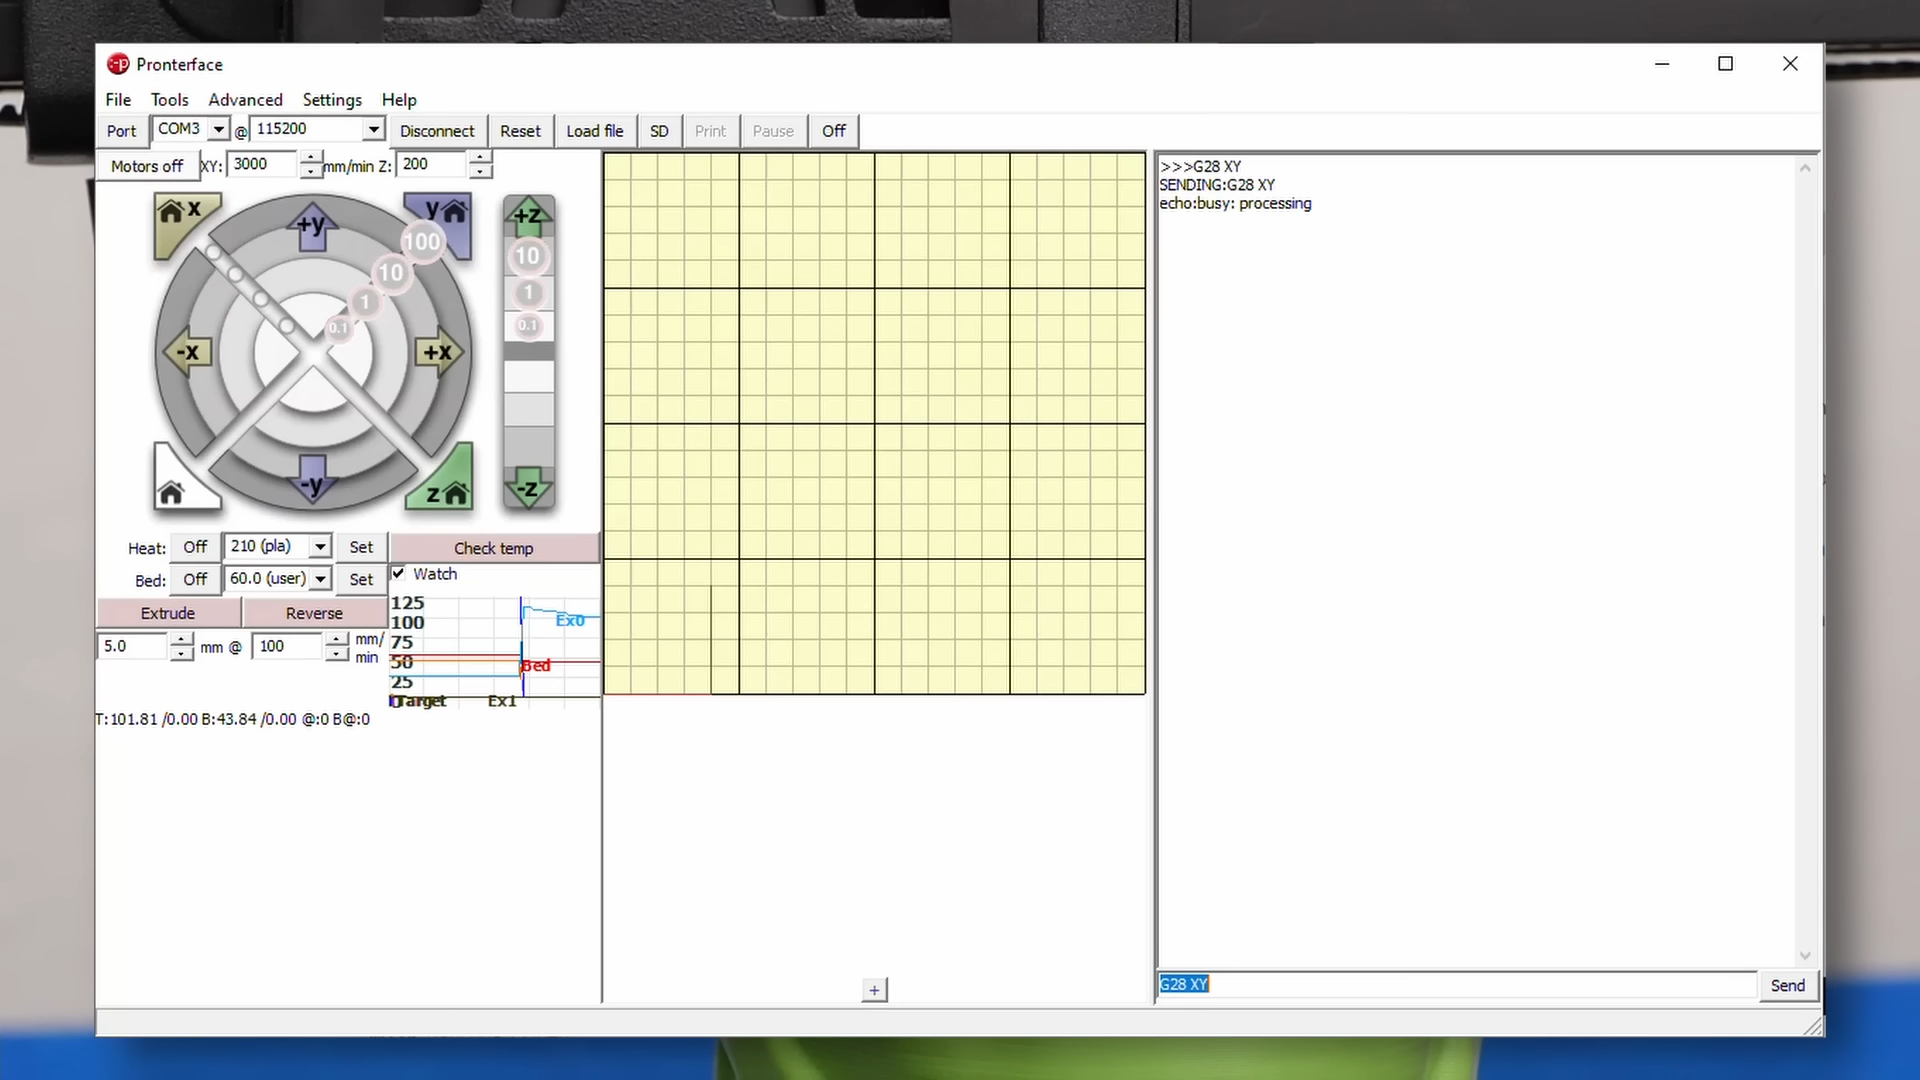 Pronterface
File Tools Advanced Settings Help
Port COM3 @ 115200 Disconnect Reset Load file SD Print Pause Off
Motors off XY: 3000 mm/min Z: 200
x +y y +z
100 10
10 1
1 0.1
0.1
-x +x
-y z -z
Heat: Off 210 (pla) Set Check temp
Bed: Off 60.0 (user) Set Watch
Extrude Reverse
5.0 mm @ 100 mm/
min
125
100 Ex0
75
50 Bed
25
Target Ex1
T:101.81 /0.00 B:43.84 /0.00 @:0 B@:0
+
>>>G28 XY
SENDING:G28 XY
echo:busy: processing
G28 XY Send